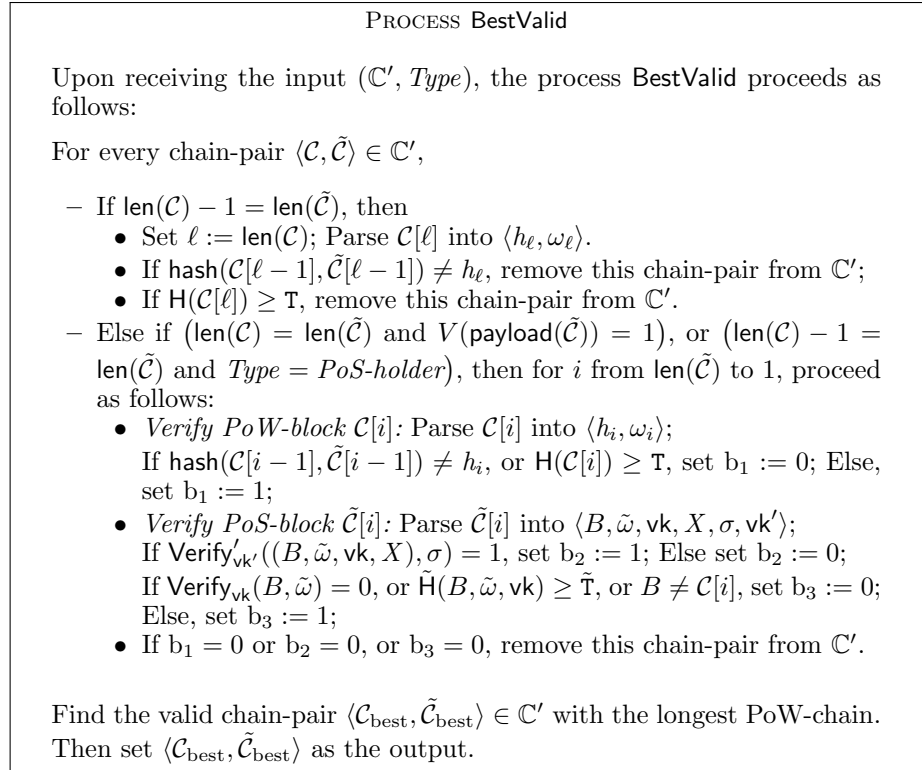 PROCESS BestValid
Upon receiving the input (ℂ′, Type), the process BestValid proceeds as
follows:
For every chain-pair ⟨𝒞, 𝒞̃⟩ ∈ ℂ′,
– If len(𝒞) − 1 = len(𝒞̃), then
• Set ℓ := len(𝒞); Parse 𝒞[ℓ] into ⟨h_ℓ, ω_ℓ⟩.
• If hash(𝒞[ℓ − 1], 𝒞̃[ℓ − 1]) ≠ h_ℓ, remove this chain-pair from ℂ′;
• If H(𝒞[ℓ]) ≥ T, remove this chain-pair from ℂ′.
– Else if (len(𝒞) = len(𝒞̃) and V(payload(𝒞̃)) = 1), or (len(𝒞) − 1 =
len(𝒞̃) and Type = PoS-holder), then for i from len(𝒞̃) to 1, proceed
as follows:
• Verify PoW-block 𝒞[i]: Parse 𝒞[i] into ⟨h_i, ω_i⟩;
If hash(𝒞[i − 1], 𝒞̃[i − 1]) ≠ h_i, or H(𝒞[i]) ≥ T, set b₁ := 0; Else,
set b₁ := 1;
• Verify PoS-block 𝒞̃[i]: Parse 𝒞̃[i] into ⟨B, ω̃, vk, X, σ, vk′⟩;
If Verify′_vk′((B, ω̃, vk, X), σ) = 1, set b₂ := 1; Else set b₂ := 0;
If Verify_vk(B, ω̃) = 0, or H̃(B, ω̃, vk) ≥ T̃, or B ≠ 𝒞[i], set b₃ := 0;
Else, set b₃ := 1;
• If b₁ = 0 or b₂ = 0, or b₃ = 0, remove this chain-pair from ℂ′.
Find the valid chain-pair ⟨𝒞_best, 𝒞̃_best⟩ ∈ ℂ′ with the longest PoW-chain.
Then set ⟨𝒞_best, 𝒞̃_best⟩ as the output.